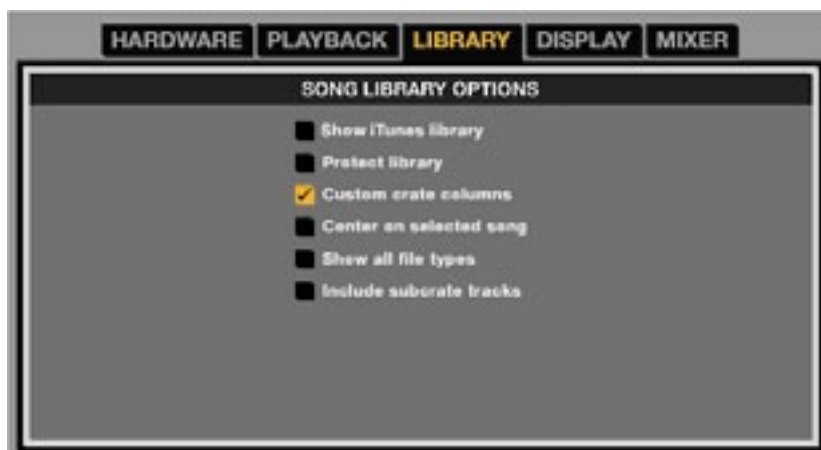 HARDWARE PLAYBACK LIBRARY DISPLAY MIXER
SONG LIBRARY OPTIONS
Show iTunes library
Protect library
Custom crate columns
Center on selected song
Show all file types
Include subcrate tracks